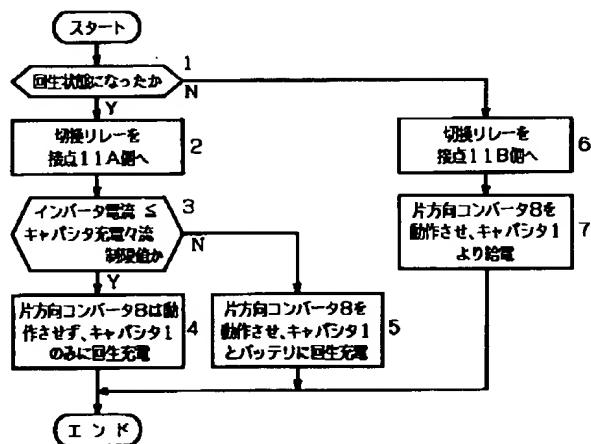 スタート
1
回生状態になったか
N
Y
切換リレーを
接点11A側へ
2
切換リレーを
接点11B側へ
6
インバータ電流 ≦
キャパシタ充電々流
制限値か
3
N
Y
片方向コンバータ8を
動作させ、キャパシタ1
より給電
7
片方向コンバータ8は動
作させず、キャパシタ1
のみに回生充電
4
片方向コンバータ8を
動作させ、キャパシタ1
とバッテリに回生充電
5
エンド